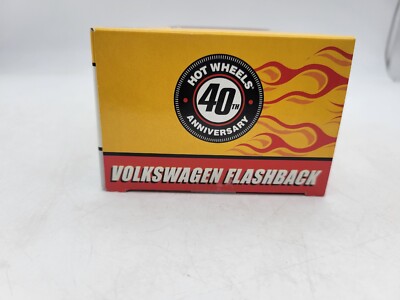 HOT WHEELS®
40TH
ANNIVERSARY
VOLKSWAGEN FLASHBACK